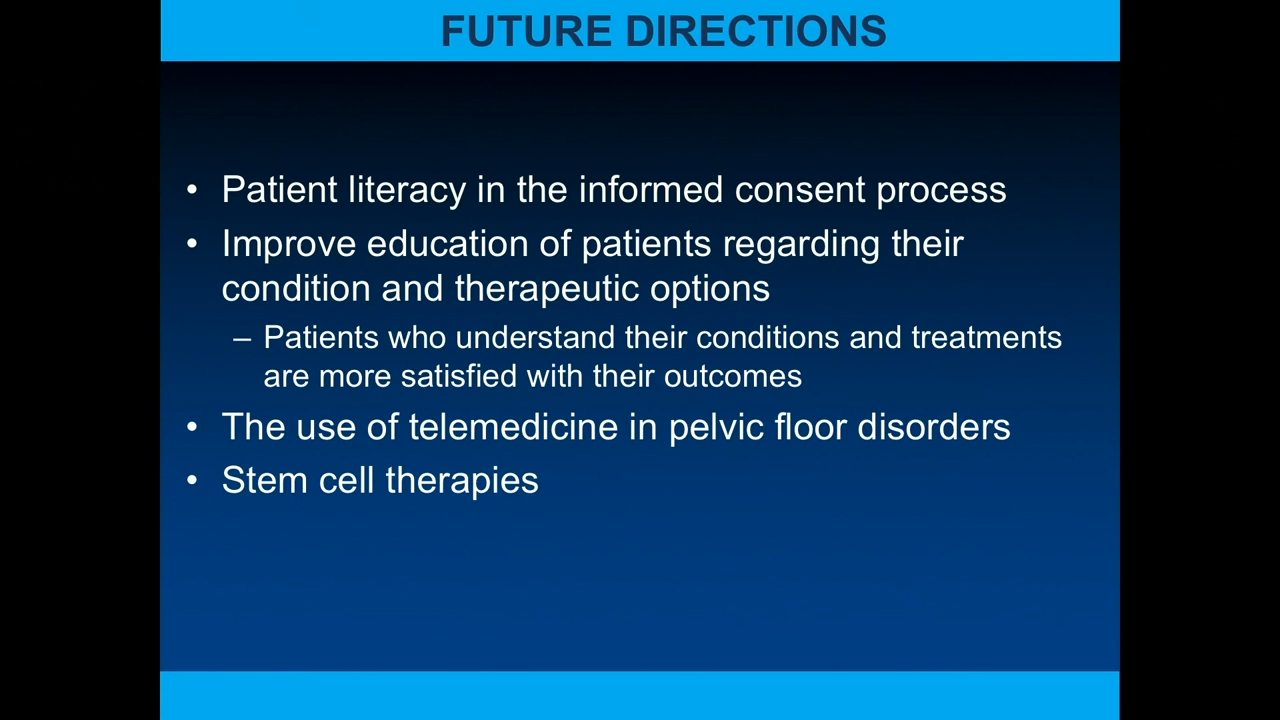 FUTURE DIRECTIONS
• Patient literacy in the informed consent process
• Improve education of patients regarding their
condition and therapeutic options
– Patients who understand their conditions and treatments
are more satisfied with their outcomes
• The use of telemedicine in pelvic floor disorders
• Stem cell therapies